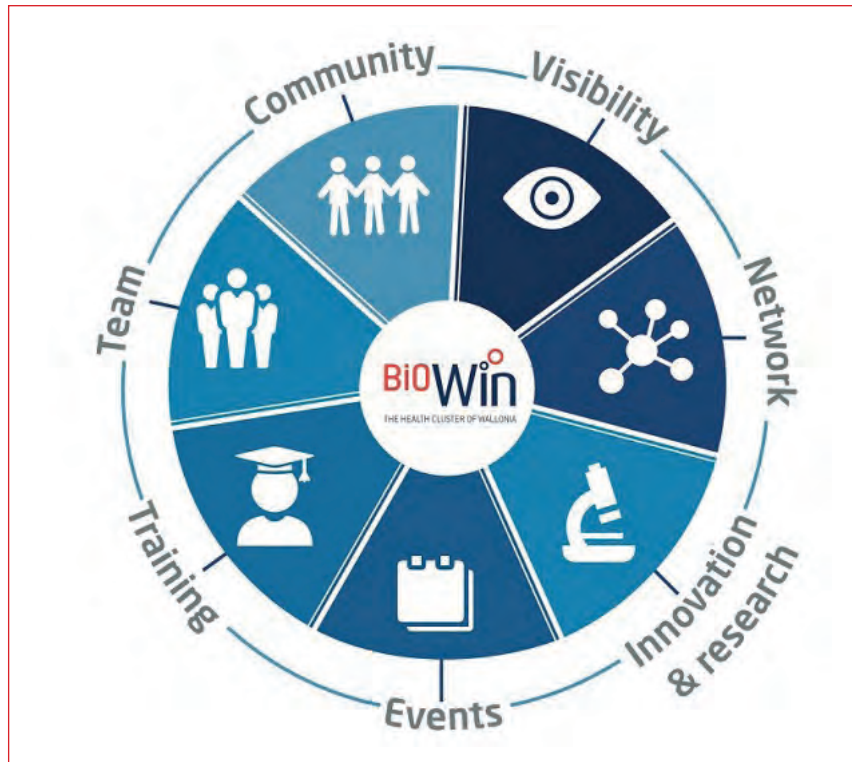 Community
Visibility
Network
Innovation
& research
Events
Training
Team
BiOWin
THE HEALTH CLUSTER OF WALLONIA